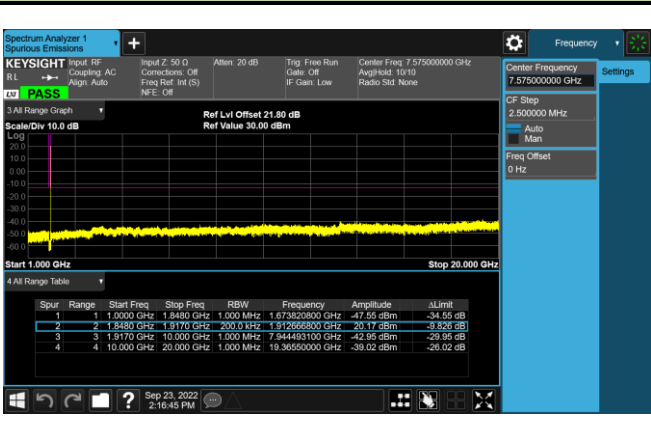 Spectrum Analyzer 1
Spurious Emissions
Frequency
KEYSIGHT
RL
LXI PASS
Input: RF
Coupling: AC
Align: Auto
Input Z: 50 Ω
Corrections: Off
Freq Ref: Int (S)
NFE: Off
Atten: 20 dB
Trig: Free Run
Gate: Off
IF Gain: Low
Center Freq: 7.575000000 GHz
Avg|Hold: 10/10
Radio Std: None
Center Frequency
7.575000000 GHz
Settings
CF Step
2.500000 MHz
Auto
Man
Freq Offset
0 Hz
3 All Range Graph
Scale/Div 10.0 dB
Ref Lvl Offset 21.80 dB
Ref Value 30.00 dBm
Log
20.0
10.0
0.00
-10.0
-20.0
-30.0
-40.0
-50.0
-60.0
Start 1.000 GHz
Stop 20.000 GHz
4 All Range Table
Spur Range Start Freq Stop Freq RBW Frequency Amplitude ΔLimit
1 1 1.0000 GHz 1.8480 GHz 1.000 MHz 1.673820800 GHz -47.55 dBm -34.55 dB
2 2 1.8480 GHz 1.9170 GHz 200.0 kHz 1.912666800 GHz 20.17 dBm -9.826 dB
3 3 1.9170 GHz 10.000 GHz 1.000 MHz 7.944493100 GHz -42.95 dBm -29.95 dB
4 4 10.000 GHz 20.000 GHz 1.000 MHz 19.36550000 GHz -39.02 dBm -26.02 dB
Sep 23, 2022
2:16:45 PM